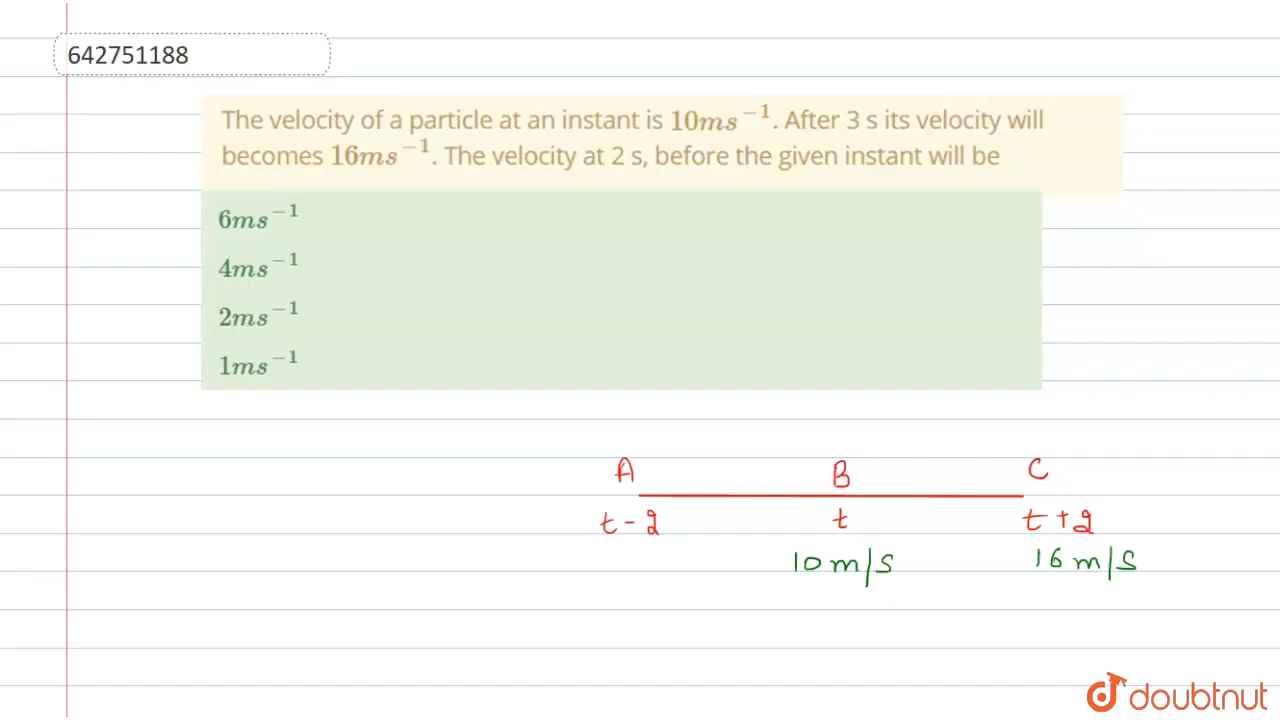 642751188
The velocity of a particle at an instant is 10ms⁻¹. After 3 s its velocity will
becomes 16ms⁻¹. The velocity at 2 s, before the given instant will be
6ms⁻¹
4ms⁻¹
2ms⁻¹
1ms⁻¹
A B C
t-2 t t+2
10 m/s 16 m/s
doubtnut